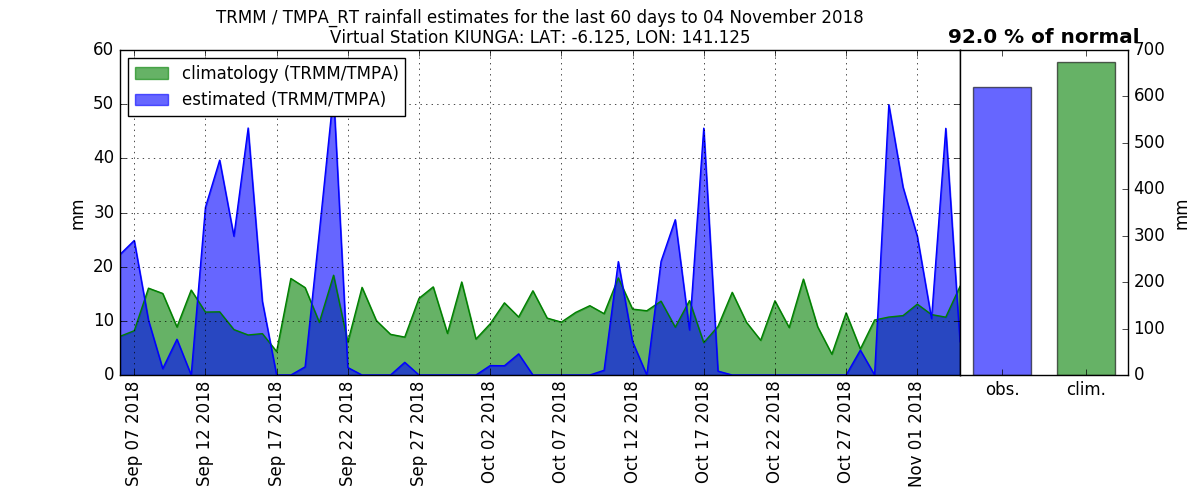 TRMM / TMPA_RT rainfall estimates for the last 60 days to 04 November 2018
Virtual Station KIUNGA: LAT: -6.125, LON: 141.125
92.0 % of normal
climatology (TRMM/TMPA)
estimated (TRMM/TMPA)
60
50
40
30
20
10
0
mm
700
600
500
400
300
200
100
0
mm
Sep 07 2018
Sep 12 2018
Sep 17 2018
Sep 22 2018
Sep 27 2018
Oct 02 2018
Oct 07 2018
Oct 12 2018
Oct 17 2018
Oct 22 2018
Oct 27 2018
Nov 01 2018
obs.
clim.